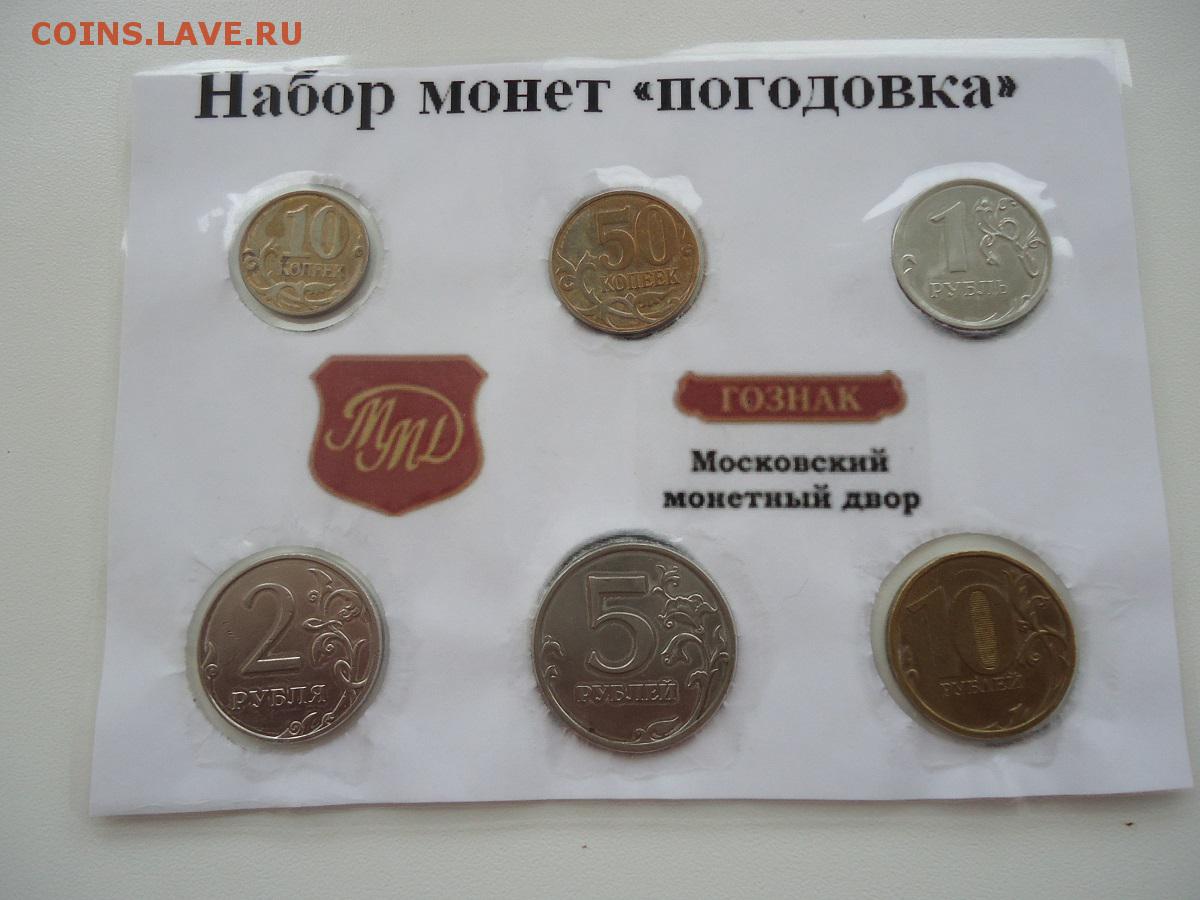 COINS.LAVE.RU
Набор монет «погодовка»
10
КОПЕЕК
50
КОПЕЕК
1
РУБЛЬ
ММД
ГОЗНАК
Московский
монетный двор
2
РУБЛЯ
5
РУБЛЕЙ
10
РУБЛЕЙ